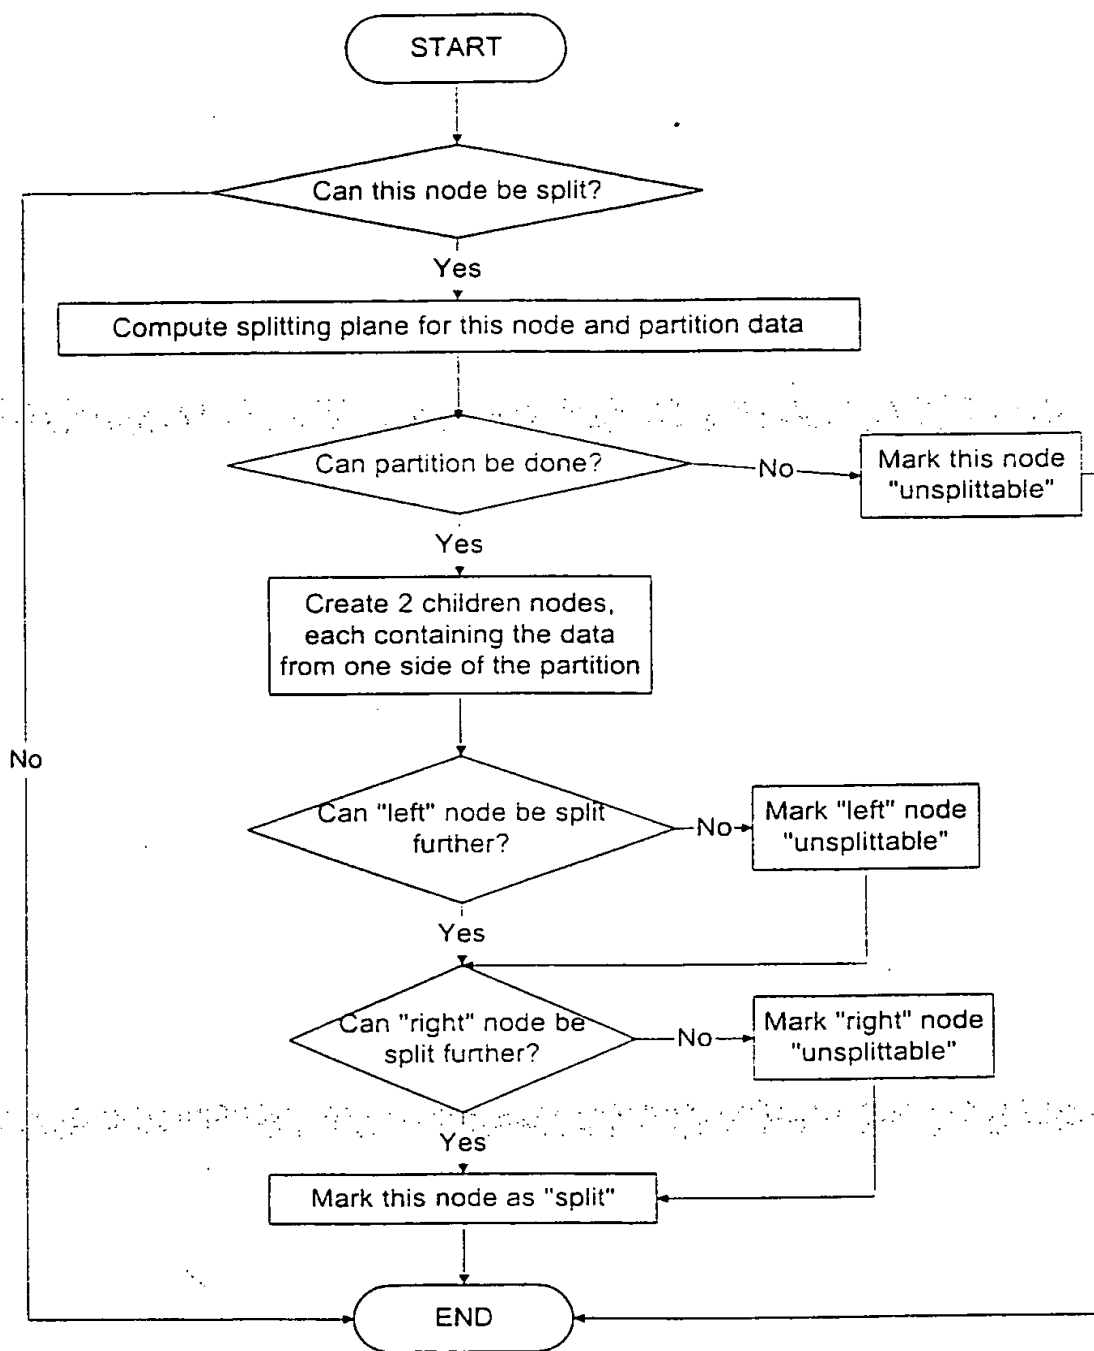 START
Can this node be split?
Yes
Compute splitting plane for this node and partition data
Can partition be done?
No
Mark this node
"unsplittable"
Yes
Create 2 children nodes,
each containing the data
from one side of the partition
No
Can "left" node be split
further?
No
Mark "left" node
"unsplittable"
Yes
Can "right" node be
split further?
No
Mark "right" node
"unsplittable"
Yes
Mark this node as "split"
END